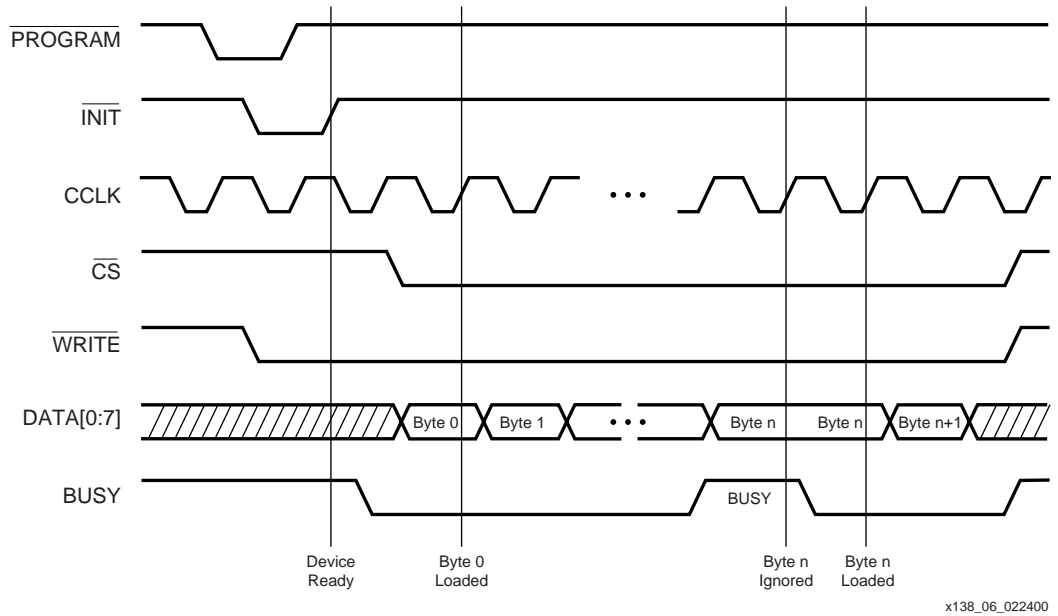 PROGRAM
INIT
CCLK
• • •
CS
WRITE
DATA[0:7]
Byte 0
Byte 1
• • •
Byte n
Byte n
Byte n+1
BUSY
BUSY
Device
Ready
Byte 0
Loaded
Byte n
Ignored
Byte n
Loaded
x138_06_022400